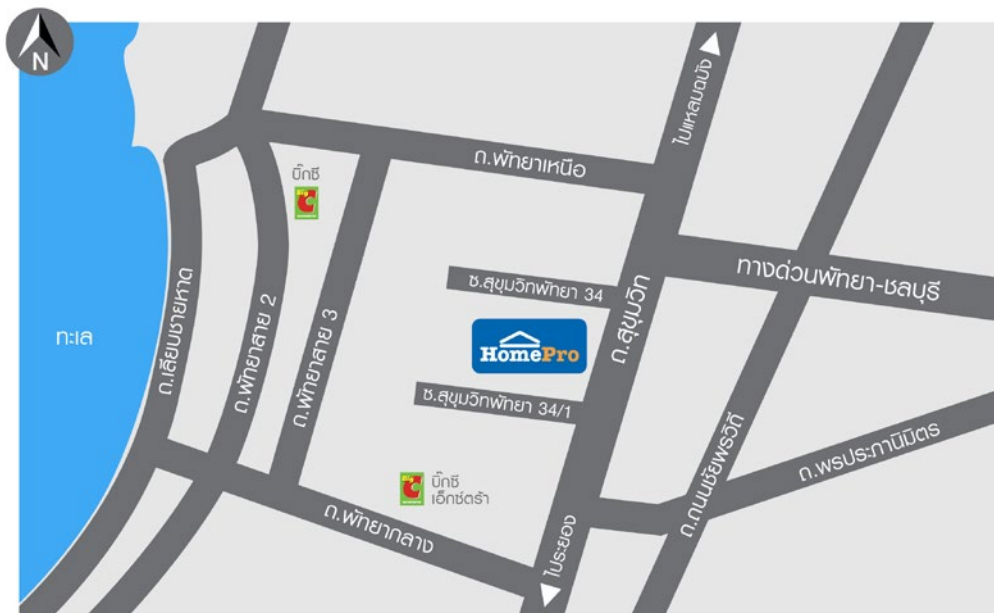 N
ไปแหลมฉบัง
ถ.พัทยาเหนือ
บิ๊กซี
ทางด่วนพัทยา-ชลบุรี
ซ.สุขุมวิทพัทยา 34
ถ.สุขุมวิท
ถ.เลียบชายหาด
ถ.พัทยาสาย 2
ถ.พัทยาสาย 3
ทะเล
HomePro
ซ.สุขุมวิทพัทยา 34/1
ถ.ถนนชัยพรวิถี
ถ.พรประภานิมิตร
บิ๊กซี
เอ็กซ์ตร้า
ถ.พัทยากลาง
ไประยอง